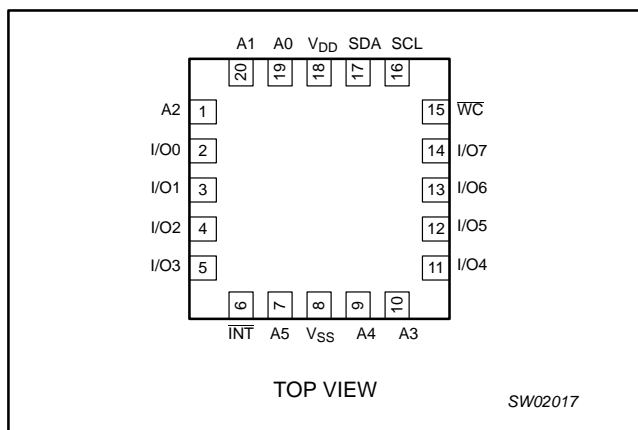 A1 A0 VDD SDA SCL
20 19 18 17 16
A2 1 15 W̅C̅
I/O0 2 14 I/O7
I/O1 3 13 I/O6
I/O2 4 12 I/O5
I/O3 5 11 I/O4
6 7 8 9 10
I̅N̅T̅ A5 VSS A4 A3
TOP VIEW
SW02017